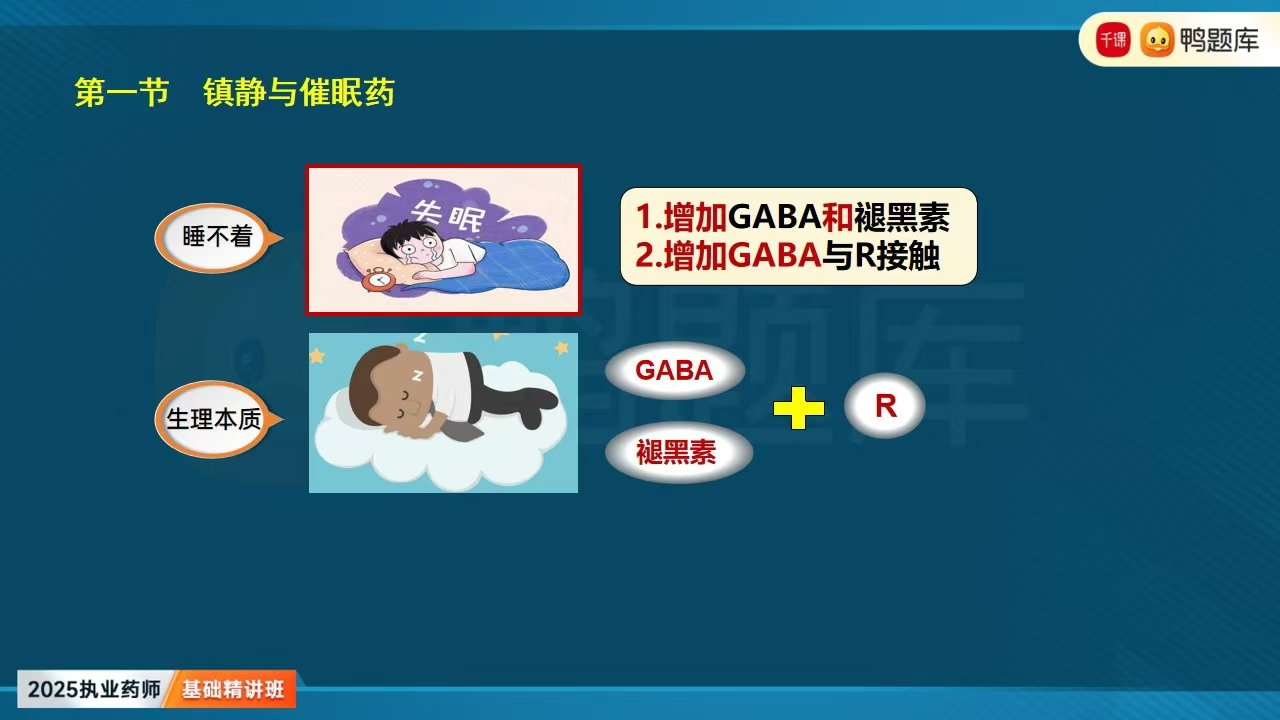 千课 鸭题库
第一节 镇静与催眠药
睡不着
失眠
1.增加GABA和褪黑素
2.增加GABA与R接触
生理本质
z
z
GABA
R
褪黑素
鸭题库
2025执业药师 基础精讲班